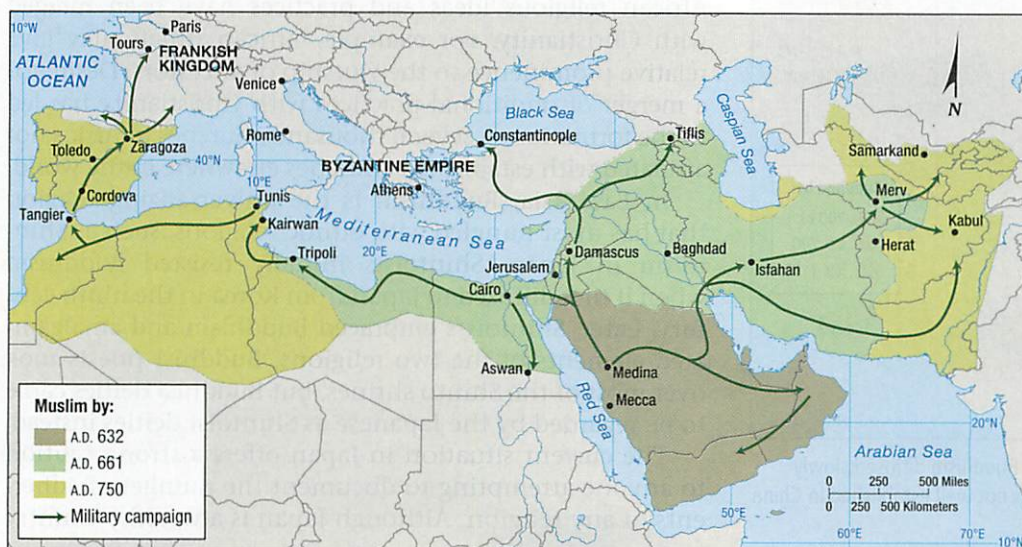 10°W
Paris
Tours
FRANKISH
KINGDOM
ATLANTIC
OCEAN
Venice
Black Sea
Caspian Sea
N
Zaragoza
Toledo
40°N
Rome
Constantinople
Tiflis
Samarkand
BYZANTINE EMPIRE
10°E
Cordova
Tunis
Athens
Merv
Tangier
Kairwan
Mediterranean Sea
Kabul
Herat
20°E
Damascus
Baghdad
Tripoli
Jerusalem
Isfahan
Cairo
Aswan
Medina
Mecca
Red Sea
Muslim by:
A.D. 632
A.D. 661
A.D. 750
Military campaign
20°N
Arabian Sea
0 250 500 Miles
0 250 500 Kilometers
50°E
60°E
70°E
10°N